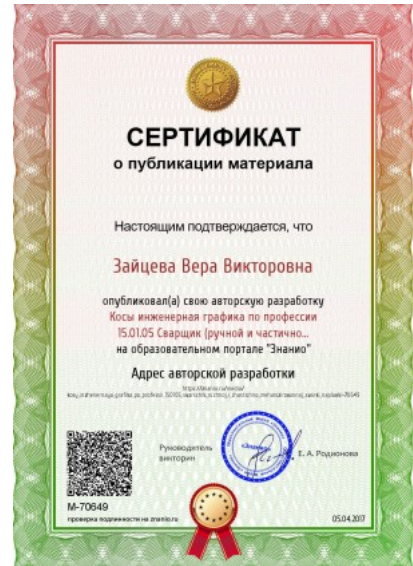 СЕРТИФИКАТ
о публикации материала
Настоящим подтверждается, что
Зайцева Вера Викторовна
опубликовал(а) свою авторскую разработку
Косы инженерная графика по профессии
15.01.05 Сварщик (ручной и частично...
на образовательном портале "Знанио"
Адрес авторской разработки
Руководитель
викторин
«Знанио»
Е. А. Родионова
М-70649
проверка подлинности на znanio.ru
05.04.2017